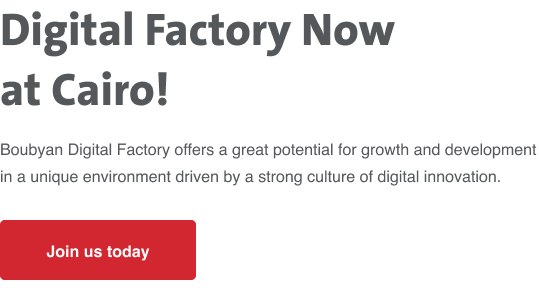 Digital Factory Now
at Cairo!
Boubyan Digital Factory offers a great potential for growth and development
in a unique environment driven by a strong culture of digital innovation.
Join us today